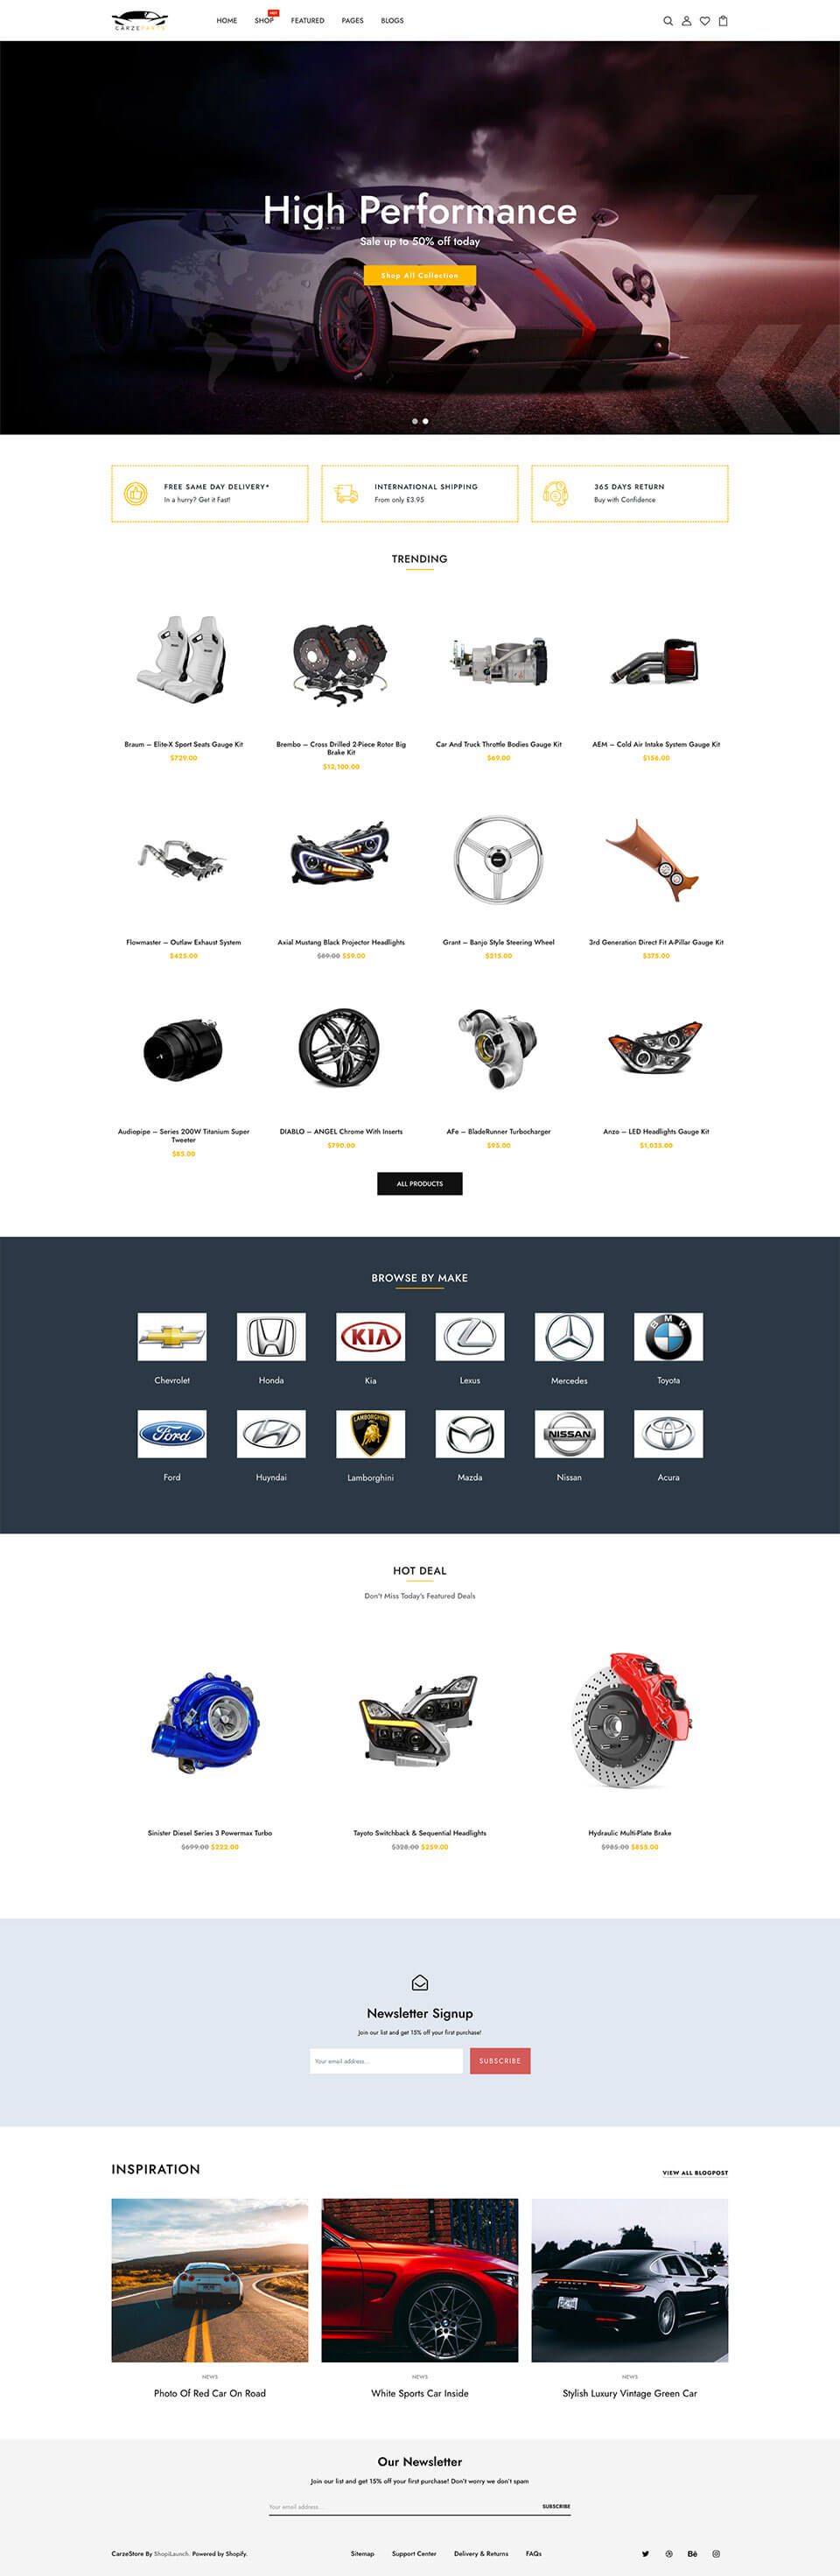 CARZEPARTS
HOME
SHOP
HOT
FEATURED
PAGES
BLOGS
High Performance
Sale up to 50% off today
Shop All Collection
FREE SAME DAY DELIVERY*
In a hurry? Get it Fast!
INTERNATIONAL SHIPPING
From only £3.95
365 DAYS RETURN
Buy with Confidence
TRENDING
Braum – Elite-X Sport Seats Gauge Kit
$729.00
Brembo – Cross Drilled 2-Piece Rotor Big
Brake Kit
$12,100.00
Car And Truck Throttle Bodies Gauge Kit
$69.00
AEM – Cold Air Intake System Gauge Kit
$156.00
Flowmaster – Outlaw Exhaust System
$435.00
Axial Mustang Black Projector Headlights
$89.00 $59.00
Grant – Banjo Style Steering Wheel
$215.00
3rd Generation Direct Fit A-Pillar Gauge Kit
$375.00
Audiopipe – Series 200W Titanium Super
Tweeter
$85.00
DIABLO – ANGEL Chrome With Inserts
$790.00
AFe – BladeRunner Turbocharger
$95.00
Anzo – LED Headlights Gauge Kit
$1,035.00
ALL PRODUCTS
BROWSE BY MAKE
Chevrolet
Honda
KIA
Kia
Lexus
Mercedes
BMW
Toyota
Ford
Ford
Huyndai
LAMBORGHINI
Lamborghini
Mazda
NISSAN
Nissan
Acura
HOT DEAL
Don't Miss Today's Featured Deals
Sinister Diesel Series 3 Powermax Turbo
$699.00 $222.00
Tayoto Switchback & Sequential Headlights
$328.00 $259.00
Hydraulic Multi-Plate Brake
$985.00 $855.00
Newsletter Signup
Join our list and get 15% off your first purchase!
Your email address...
SUBSCRIBE
INSPIRATION
VIEW ALL BLOGPOST
NEWS
Photo Of Red Car On Road
NEWS
White Sports Car Inside
NEWS
Stylish Luxury Vintage Green Car
Our Newsletter
Join our list and get 15% off your first purchase! Don't worry we don't spam
Your email address...
SUBSCRIBE
CarzeStore By ShopiLaunch. Powered by Shopify.
Sitemap
Support Center
Delivery & Returns
FAQs